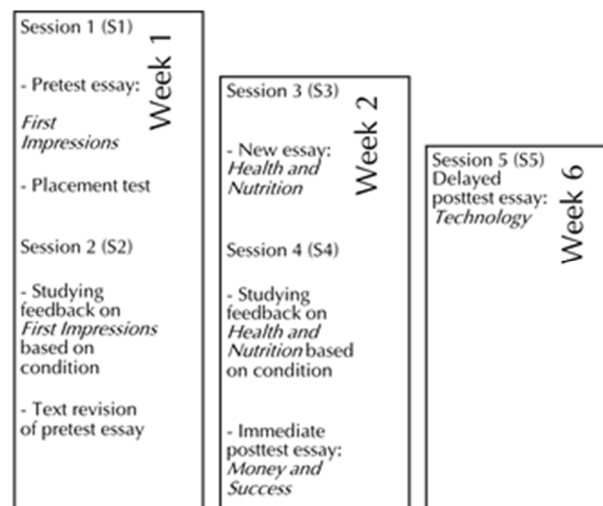 Session 1 (S1)
- Pretest essay:
First
Impressions
- Placement test
Session 2 (S2)
- Studying
feedback on
First Impressions
based on
condition
- Text revision
of pretest essay
Week 1
Session 3 (S3)
- New essay:
Health and
Nutrition
Session 4 (S4)
- Studying
feedback on
Health and
Nutrition based
on condition
- Immediate
posttest essay:
Money and
Success
Week 2
Session 5 (S5)
Delayed
posttest essay:
Technology
Week 6